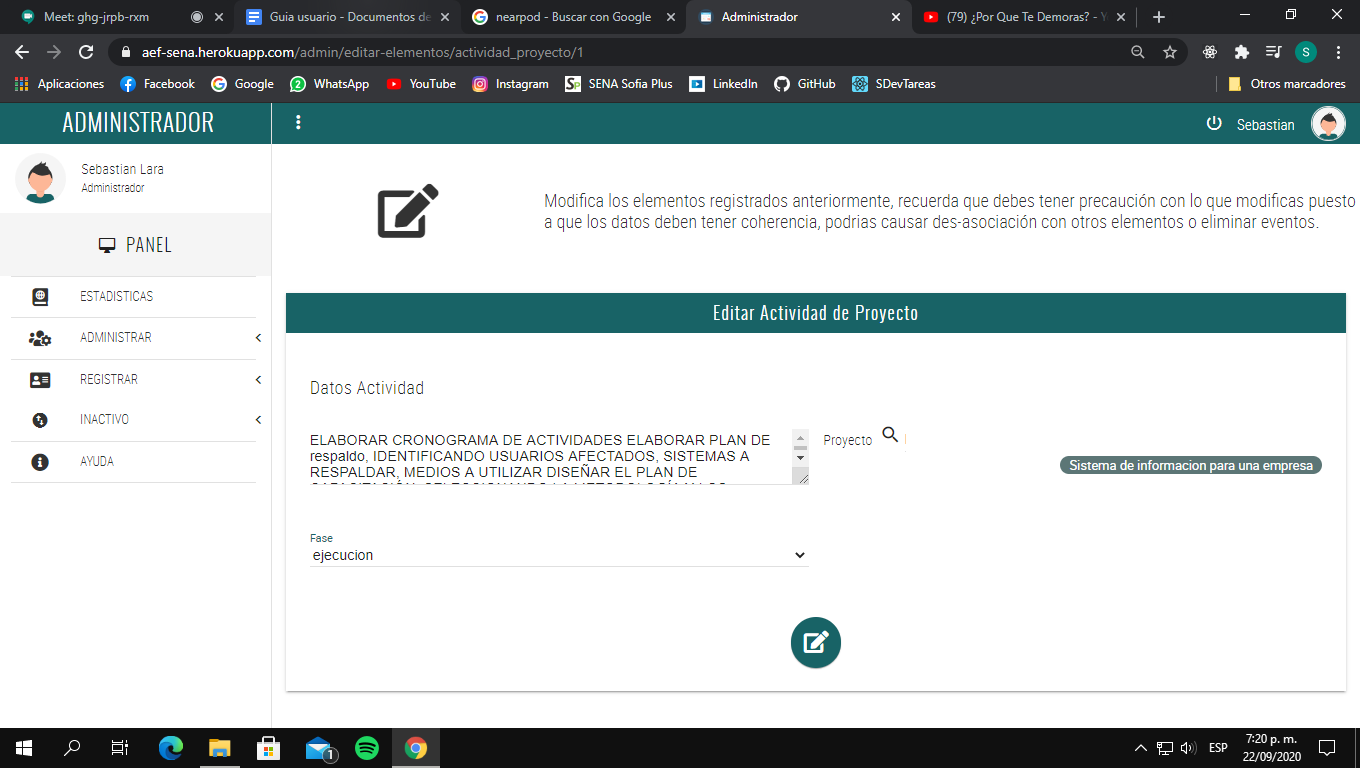 Meet: ghg-jrpb-rxm
Guia usuario - Documentos de
nearpod - Buscar con Google
Administrador
(79) ¿Por Que Te Demoras? - Y
aef-sena.herokuapp.com/admin/editar-elementos/actividad_proyecto/1
S
Aplicaciones
Facebook
Google
WhatsApp
YouTube
Instagram
SENA Sofia Plus
LinkedIn
GitHub
SDevTareas
Otros marcadores
ADMINISTRADOR
Sebastian
Sebastian Lara
Administrador
PANEL
ESTADISTICAS
ADMINISTRAR
REGISTRAR
INACTIVO
AYUDA
Modifica los elementos registrados anteriormente, recuerda que debes tener precaución con lo que modificas puesto
a que los datos deben tener coherencia, podrias causar des-asociación con otros elementos o eliminar eventos.
Editar Actividad de Proyecto
Datos Actividad
ELABORAR CRONOGRAMA DE ACTIVIDADES ELABORAR PLAN DE
respaldo, IDENTIFICANDO USUARIOS AFECTADOS, SISTEMAS A
RESPALDAR, MEDIOS A UTILIZAR DISEÑAR EL PLAN DE
Proyecto
Sistema de informacion para una empresa
Fase
ejecucion
1
ESP
7:20 p. m.
22/09/2020